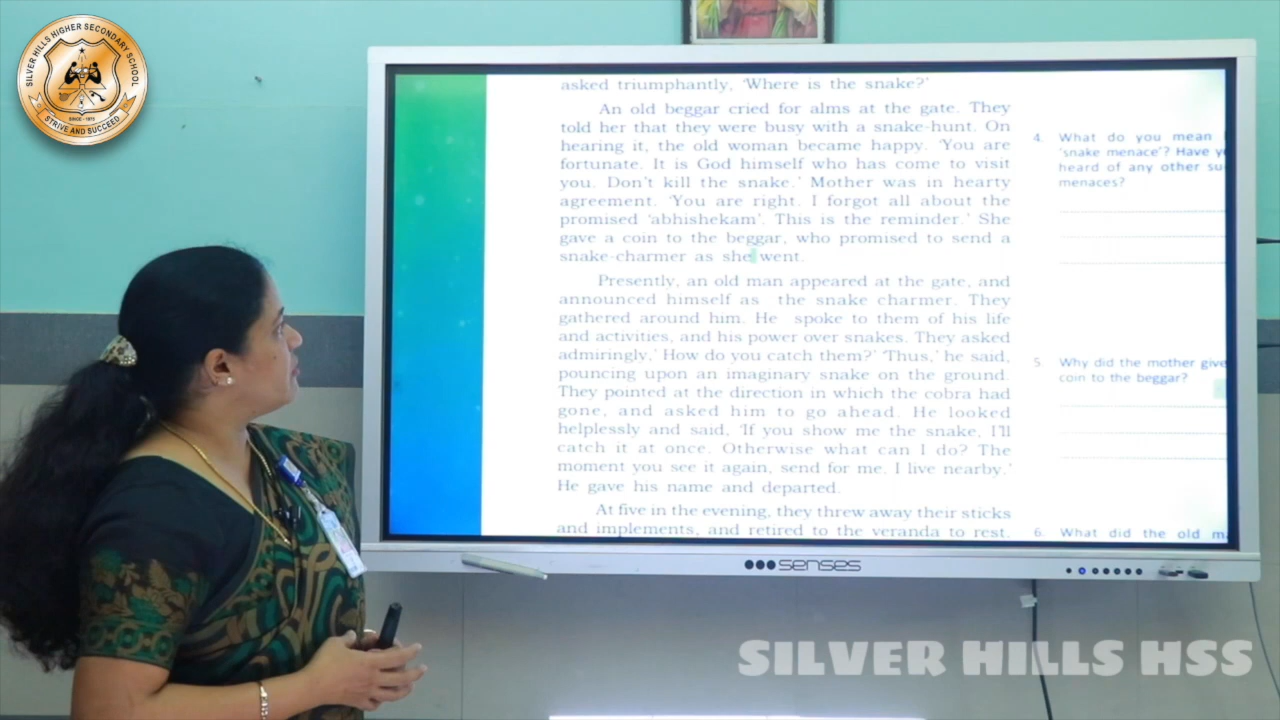 SILVER HILLS HIGHER SECONDARY SCHOOL
SINCE - 1975
STRIVE AND SUCCEED
asked triumphantly, 'Where is the snake?'
An old beggar cried for alms at the gate. They
told her that they were busy with a snake-hunt. On
hearing it, the old woman became happy. 'You are
fortunate. It is God himself who has come to visit
you. Don't kill the snake.' Mother was in hearty
agreement. 'You are right. I forgot all about the
promised 'abhishekam'. This is the reminder.' She
gave a coin to the beggar, who promised to send a
snake-charmer as she went.
Presently, an old man appeared at the gate, and
announced himself as the snake charmer. They
gathered around him. He spoke to them of his life
and activities, and his power over snakes. They asked
admiringly,' How do you catch them?' 'Thus,' he said,
pouncing upon an imaginary snake on the ground.
They pointed at the direction in which the cobra had
gone, and asked him to go ahead. He looked
helplessly and said, 'If you show me the snake, I'll
catch it at once. Otherwise what can I do? The
moment you see it again, send for me. I live nearby.'
He gave his name and departed.
At five in the evening, they threw away their sticks
and implements, and retired to the veranda to rest.
4. What do you mean
'snake menace'? Have
heard of any other
menaces?
5. Why did the mother give
coin to the beggar?
6. What did the old
senses
SILVER HILLS HSS